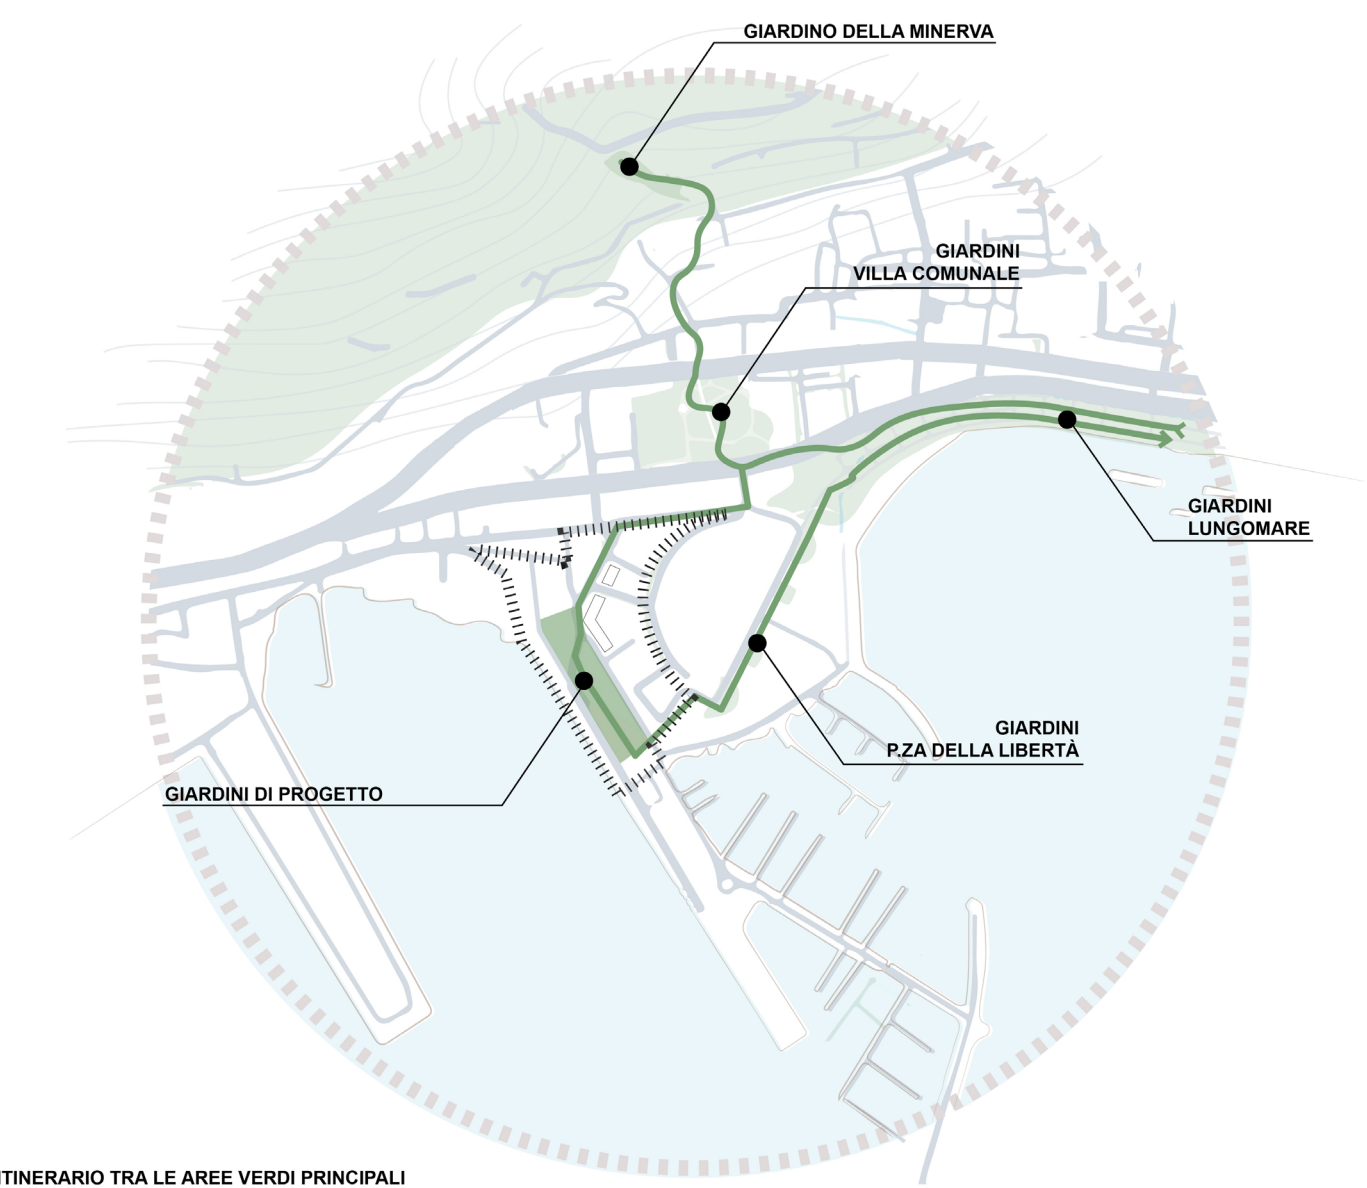 GIARDINO DELLA MINERVA
GIARDINI
VILLA COMUNALE
GIARDINI
LUNGOMARE
GIARDINI
P.ZA DELLA LIBERTÀ
GIARDINI DI PROGETTO
ITINERARIO TRA LE AREE VERDI PRINCIPALI